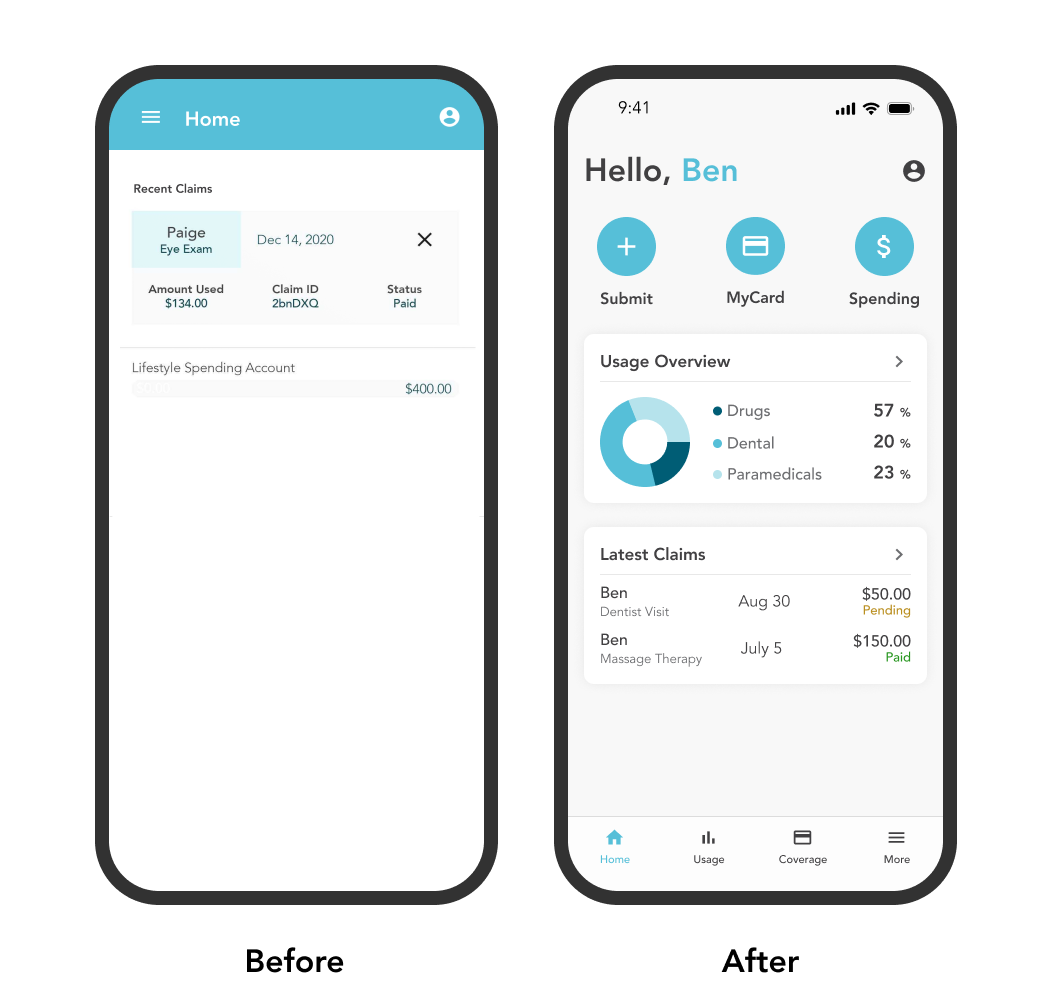 Home
Recent Claims
Paige
Eye Exam
Dec 14, 2020
Amount Used
$134.00
Claim ID
2bnDXQ
Status
Paid
Lifestyle Spending Account
$0.00
$400.00
Before
9:41
Hello, Ben
Submit
MyCard
Spending
Usage Overview
Drugs 57 %
Dental 20 %
Paramedicals 23 %
Latest Claims
Ben
Dentist Visit
Aug 30
$50.00
Pending
Ben
Massage Therapy
July 5
$150.00
Paid
Home
Usage
Coverage
More
After